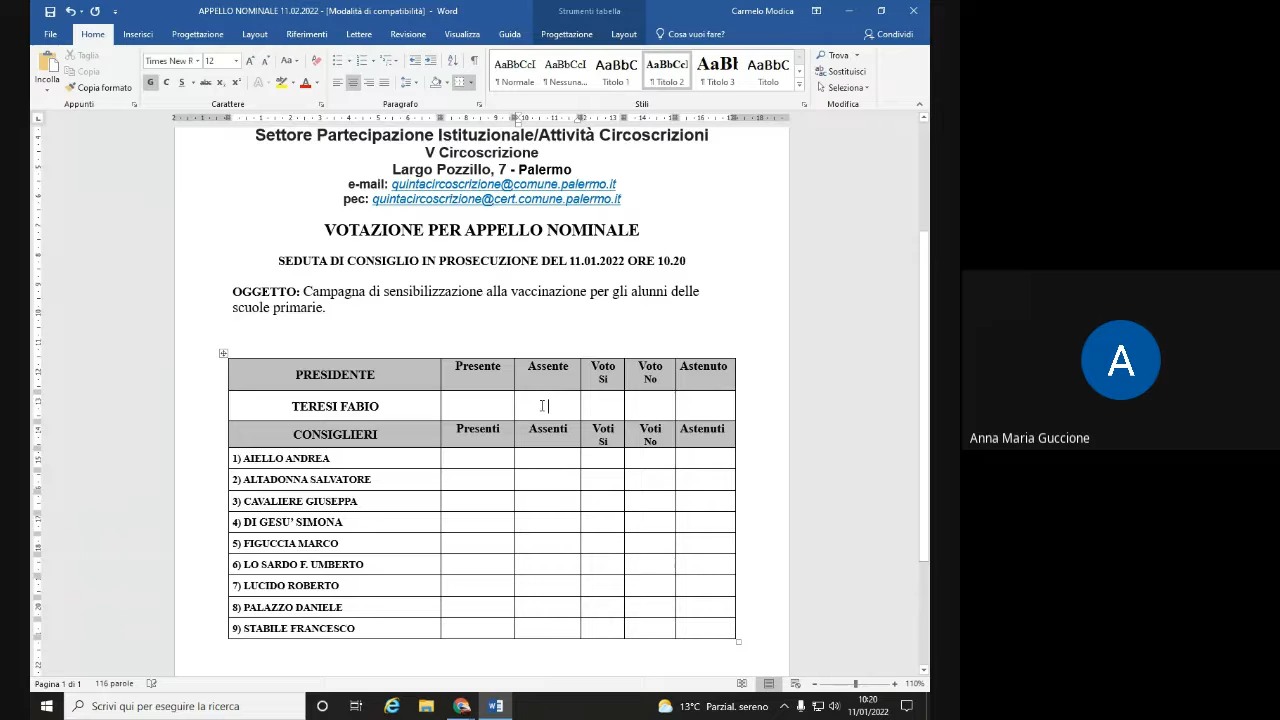 APPELLO NOMINALE 11.02.2022 - [Modalità di compatibilità] - Word
Strumenti tabella
Carmelo Modica
File Home Inserisci Progettazione Layout Riferimenti Lettere Revisione Visualizza Guida Progettazione Layout Cosa vuoi fare? Condividi
Incolla
Taglia
Copia
Copia formato
Times New R 12
Aa
G C S abc X₂ X²
AaBbCcI AaBbCcI AaBbC AaBbCc] AaBl AaBbC
¶ Normale ¶ Nessuna... Titolo 1 ¶ Titolo 2 ¶ Titolo 3 Titolo
Trova
Sostituisci
Seleziona
Appunti Carattere Paragrafo Stili Modifica
Settore Partecipazione Istituzionale/Attività Circoscrizioni
V Circoscrizione
Largo Pozzillo, 7 - Palermo
e-mail: quintacircoscrizione@comune.palermo.it
pec: quintacircoscrizione@cert.comune.palermo.it
VOTAZIONE PER APPELLO NOMINALE
SEDUTA DI CONSIGLIO IN PROSECUZIONE DEL 11.01.2022 ORE 10.20
OGGETTO: Campagna di sensibilizzazione alla vaccinazione per gli alunni delle
scuole primarie.
PRESIDENTE Presente Assente Voto Si Voto No Astenuto
TERESI FABIO
CONSIGLIERI Presenti Assenti Voti Si Voti No Astenuti
1) AIELLO ANDREA
2) ALTADONNA SALVATORE
3) CAVALIERE GIUSEPPA
4) DI GESU' SIMONA
5) FIGUCCIA MARCO
6) LO SARDO F. UMBERTO
7) LUCIDO ROBERTO
8) PALAZZO DANIELE
9) STABILE FRANCESCO
A
Anna Maria Guccione
Pagina 1 di 1 116 parole 110%
Scrivi qui per eseguire la ricerca
13°C Parzial. sereno
10:20
11/01/2022